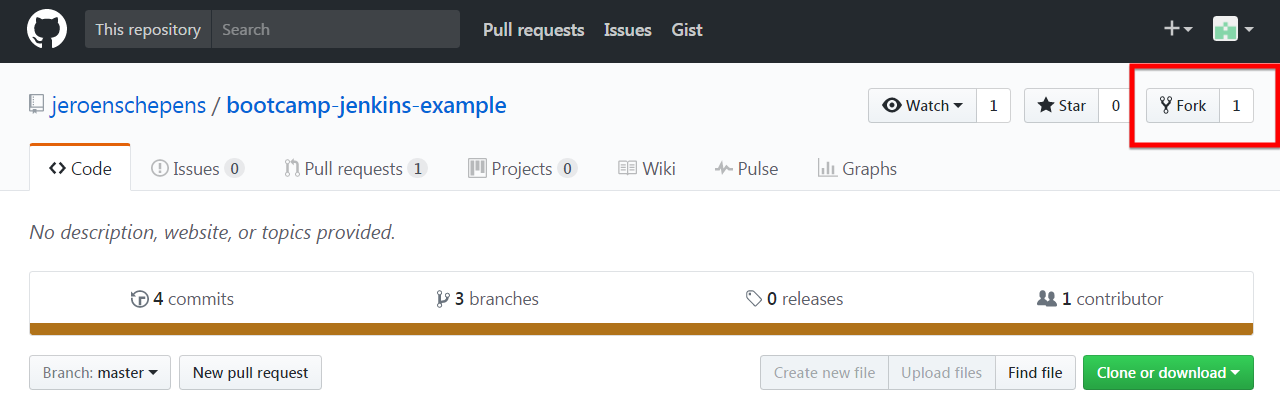 This repository Search Pull requests Issues Gist
jeroenschepens / bootcamp-jenkins-example Watch 1 Star 0 Fork 1
Code Issues 0 Pull requests 1 Projects 0 Wiki Pulse Graphs
No description, website, or topics provided.
4 commits 3 branches 0 releases 1 contributor
Branch: master New pull request Create new file Upload files Find file Clone or download